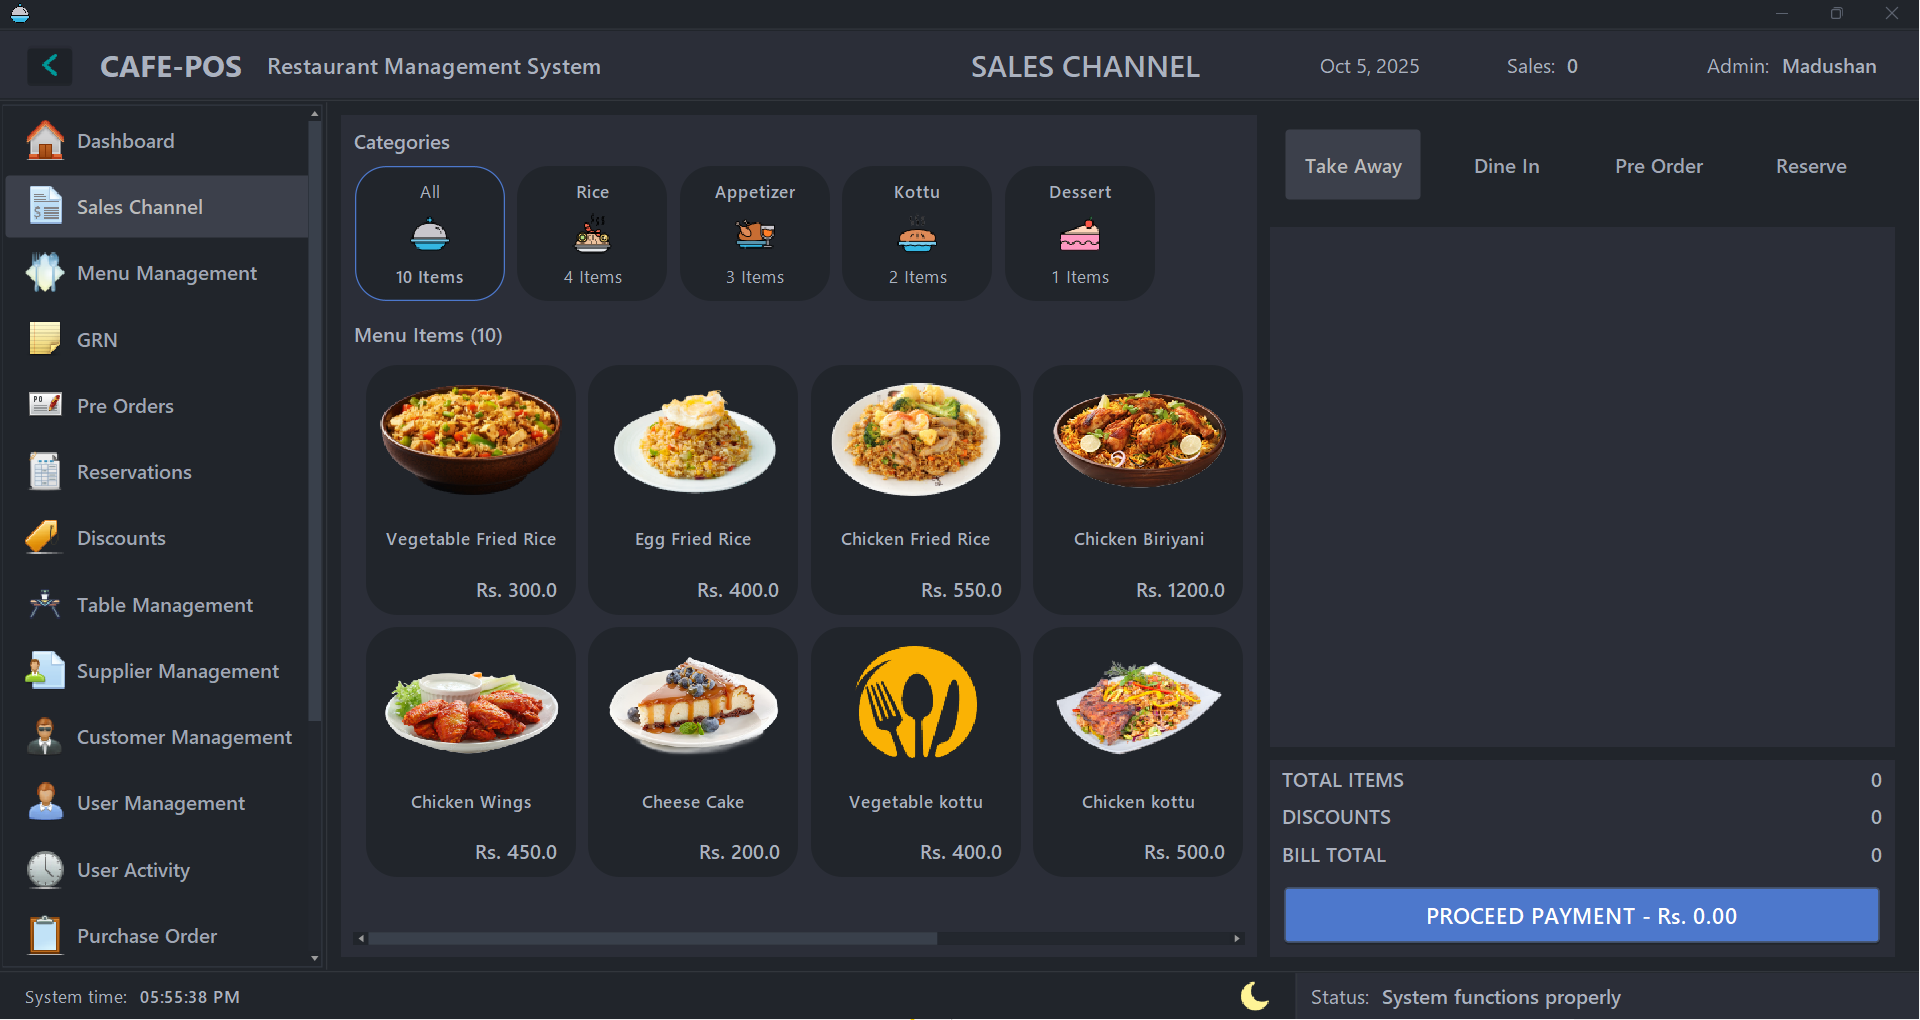 CAFE-POS
Restaurant Management System
SALES CHANNEL
Oct 5, 2025
Sales: 0
Admin: Madushan
Dashboard
Sales Channel
Menu Management
GRN
Pre Orders
Reservations
Discounts
Table Management
Supplier Management
Customer Management
User Management
User Activity
Purchase Order
Categories
All
10 Items
Rice
4 Items
Appetizer
3 Items
Kottu
2 Items
Dessert
1 Items
Menu Items (10)
Vegetable Fried Rice
Rs. 300.0
Egg Fried Rice
Rs. 400.0
Chicken Fried Rice
Rs. 550.0
Chicken Biriyani
Rs. 1200.0
Chicken Wings
Rs. 450.0
Cheese Cake
Rs. 200.0
Vegetable kottu
Rs. 400.0
Chicken kottu
Rs. 500.0
Take Away
Dine In
Pre Order
Reserve
TOTAL ITEMS 0
DISCOUNTS 0
BILL TOTAL 0
PROCEED PAYMENT - Rs. 0.00
System time: 05:55:38 PM
Status: System functions properly